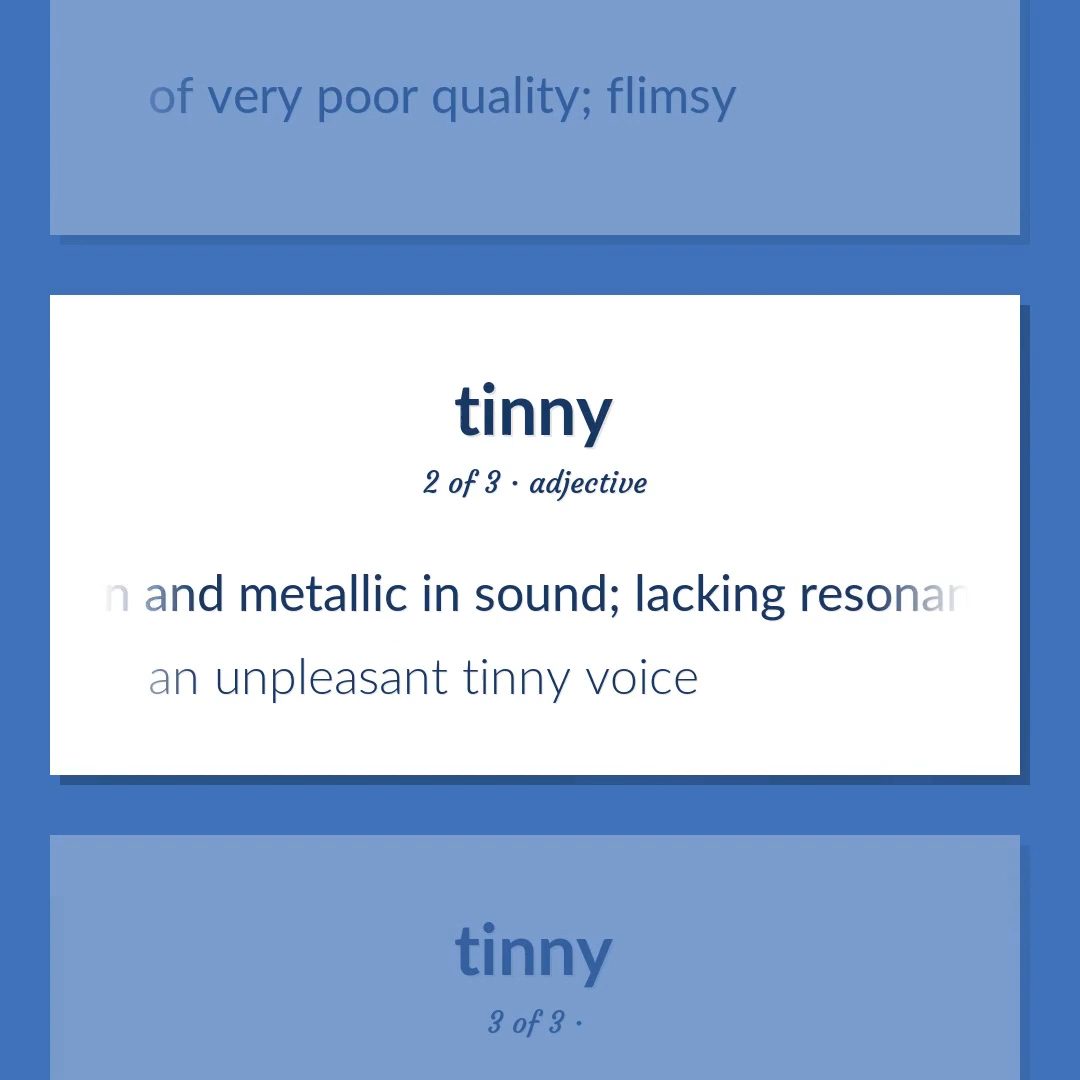 of very poor quality; flimsy
tinny
2 of 3 · adjective
n and metallic in sound; lacking resonan
an unpleasant tinny voice
tinny
3 of 3 ·